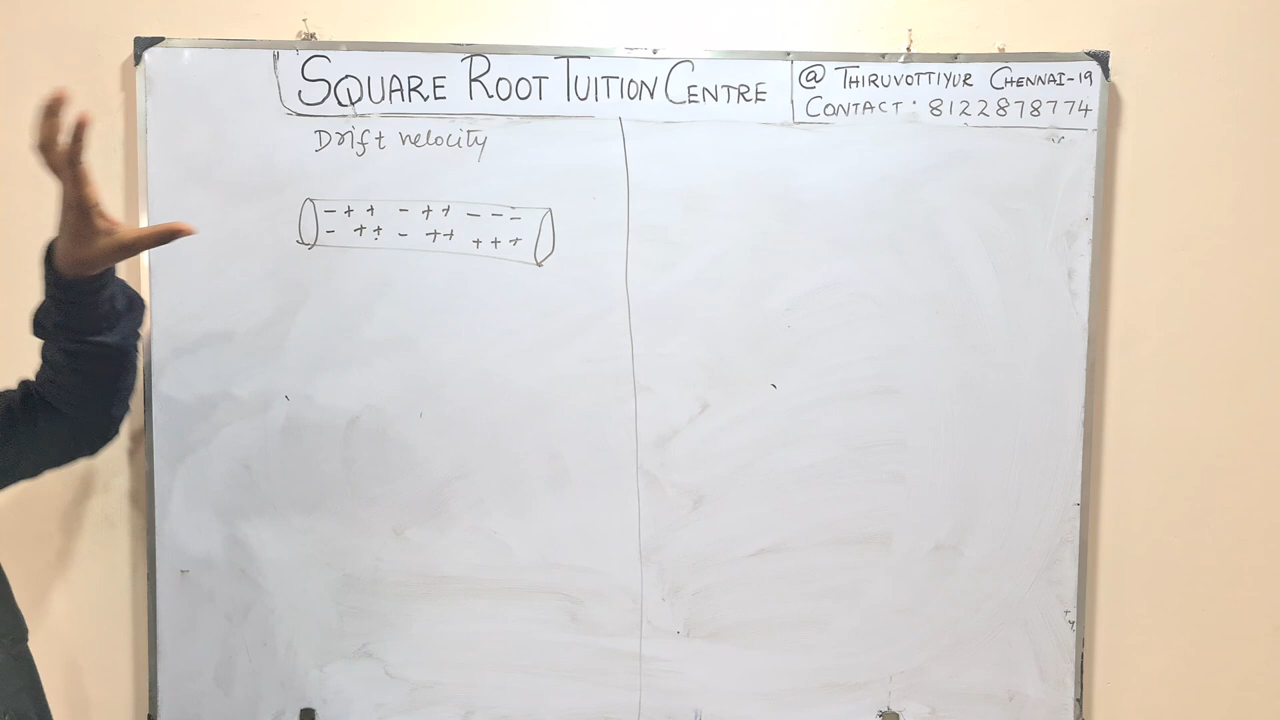 SQUARE ROOT TUITION CENTRE
@ THIRUVOTTIYUR CHENNAI-19
CONTACT: 8122878774
Drift velocity
- + + - + + - - -
- + + - + + + + +